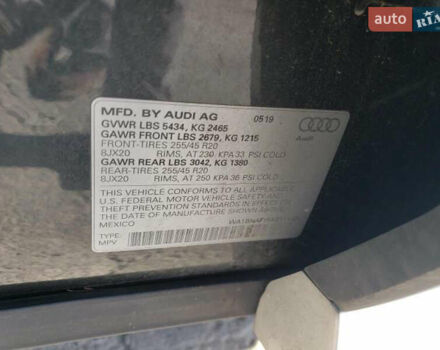 auto RIA
MFD. BY AUDI AG 0519
GVWR LBS 5434, KG 2465
GAWR FRONT LBS 2679, KG 1215
FRONT-TIRES 255/45 R20
8JX20 RIMS, AT 230 KPA 33 PSI COLD
GAWR REAR LBS 3042, KG 1380
REAR-TIRES 255/45 R20
8JX20 RIMS, AT 250 KPA 36 PSI COLD
THIS VEHICLE CONFORMS TO ALL APPLICABLE
U.S. FEDERAL MOTOR VEHICLE SAFETY AND
THEFT PREVENTION STANDARDS IN EFFECT ON
THE DATE OF MANUFACTURE SHOWN ABOVE
MEXICO
TYPE:
MPV
Audi